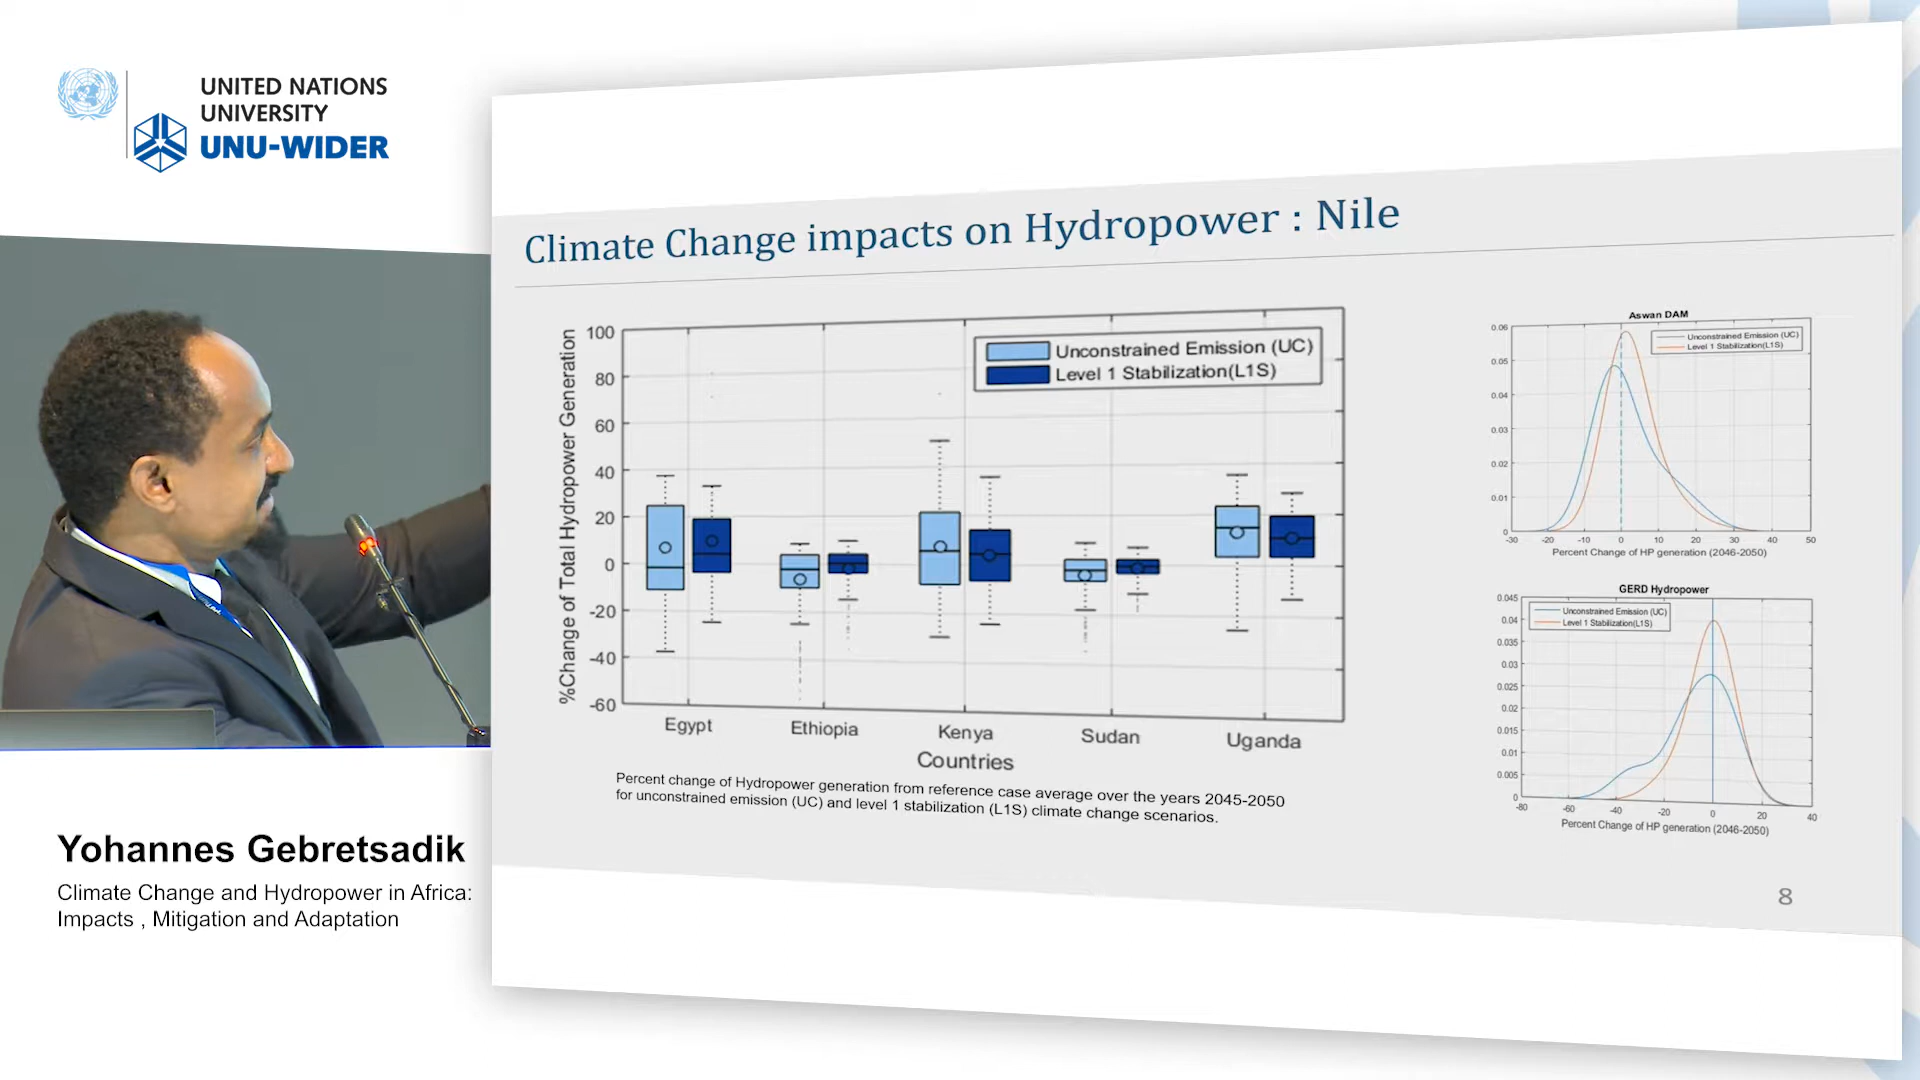 UNITED NATIONS
UNIVERSITY
UNU-WIDER
Climate Change impacts on Hydropower : Nile
%Change of Total Hydropower Generation
100
80
60
40
20
0
-20
-40
-60
Unconstrained Emission (UC)
Level 1 Stabilization(L1S)
Egypt
Ethiopia
Kenya
Sudan
Uganda
Countries
Percent change of Hydropower generation from reference case average over the years 2045-2050
for unconstrained emission (UC) and level 1 stabilization (L1S) climate change scenarios.
Aswan DAM
Unconstrained Emission (UC)
Level 1 Stabilization(L1S)
0.06
0.05
0.04
0.03
0.02
0.01
0
-30 -20 -10 0 10 20 30 40 50
Percent Change of HP generation (2046-2050)
GERD Hydropower
Unconstrained Emission (UC)
Level 1 Stabilization(L1S)
0.045
0.04
0.035
0.03
0.025
0.02
0.015
0.01
0.005
0
-80 -60 -40 -20 0 20 40
Percent Change of HP generation (2046-2050)
8
Yohannes Gebretsadik
Climate Change and Hydropower in Africa:
Impacts , Mitigation and Adaptation